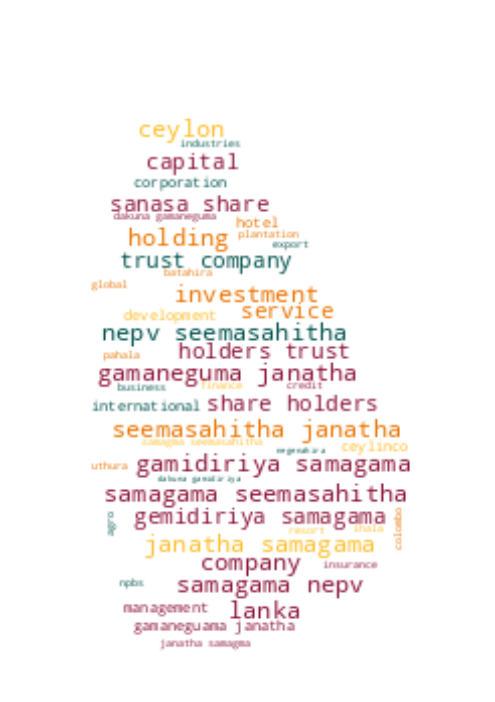 ceylon
industries
capital
corporation
sanasa share
dakuna gamaneguma
hotel
holding
plantation
export
trust company
batahira
global
investment
service
development
nepv seemasahitha
holders trust
pahala
gamaneguma janatha
business
finance
credit
international
share holders
seemasahitha janatha
samagma seemasahitha
ceylinco
negenahira
uthura
gamidiriya samagama
dakuna gamidiriya
samagama seemasahitha
agro
gemidiriya samagama
colombo
ihala
resort
janatha samagama
company
insurance
npbs
samagama nepv
management
lanka
gamaneguama janatha
janatha samagma